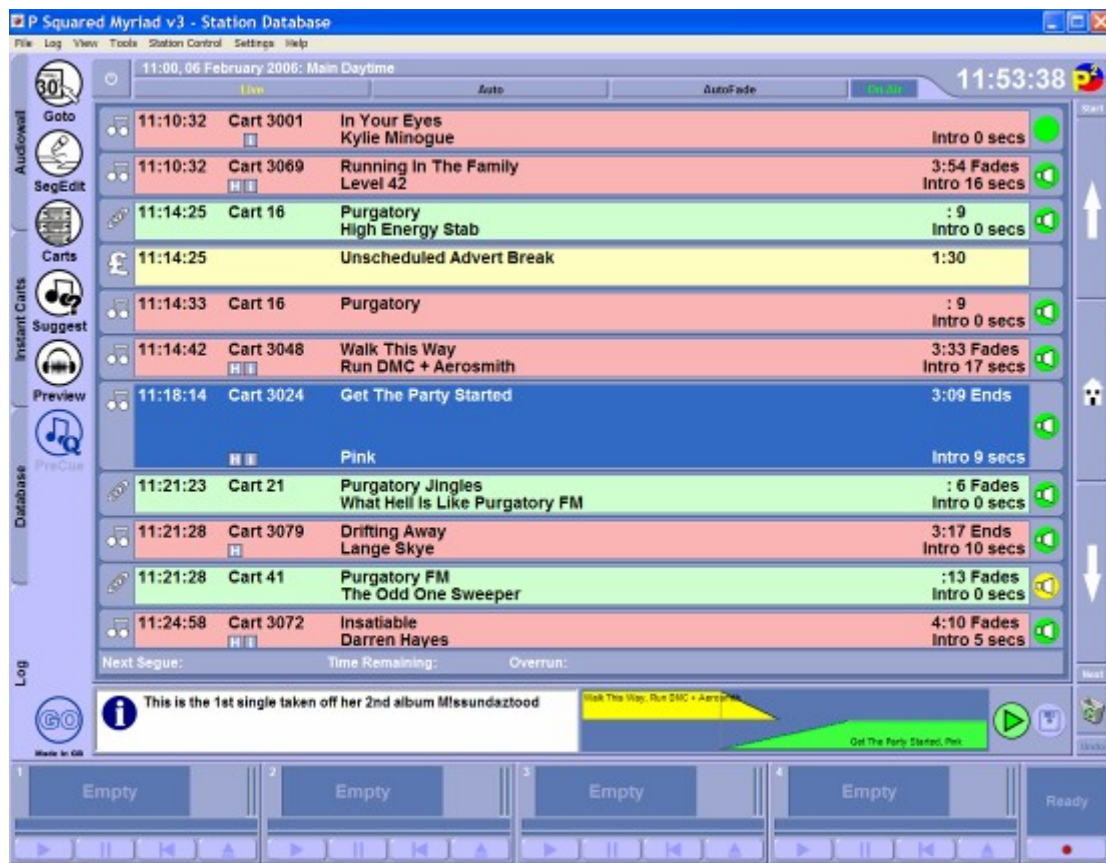 P Squared Myriad v3 - Station Database
File Log View Tools Station Control Settings Help
11:00, 06 February 2006: Main Daytime
11:53:38
Live Auto AutoFade On Air
Start
Audiowall
Instant Carts
Database
Log
30
Goto
SegEdit
Carts
Suggest
Preview
PreCue
11:10:32 Cart 3001 In Your Eyes
I Kylie Minogue Intro 0 secs
11:10:32 Cart 3069 Running In The Family 3:54 Fades
H I Level 42 Intro 16 secs
11:14:25 Cart 16 Purgatory : 9
High Energy Stab Intro 0 secs
£ 11:14:25 Unscheduled Advert Break 1:30
11:14:33 Cart 16 Purgatory : 9
Intro 0 secs
11:14:42 Cart 3048 Walk This Way 3:33 Fades
H I Run DMC + Aerosmith Intro 17 secs
11:18:14 Cart 3024 Get The Party Started 3:09 Ends
H I Pink Intro 9 secs
11:21:23 Cart 21 Purgatory Jingles : 6 Fades
What Hell Is Like Purgatory FM Intro 0 secs
11:21:28 Cart 3079 Drifting Away 3:17 Ends
H Lange Skye Intro 10 secs
11:21:28 Cart 41 Purgatory FM :13 Fades
The Odd One Sweeper Intro 0 secs
11:24:58 Cart 3072 Insatiable 4:10 Fades
H I Darren Hayes Intro 5 secs
Next Segue: Time Remaining: Overrun:
Next
GO
Made in GB
This is the 1st single taken off her 2nd album M!ssundaztood
Walk This Way, Run DMC + Aerosmith
Get The Party Started, Pink
Undo
1 Empty
2 Empty
3 Empty
4 Empty
Ready